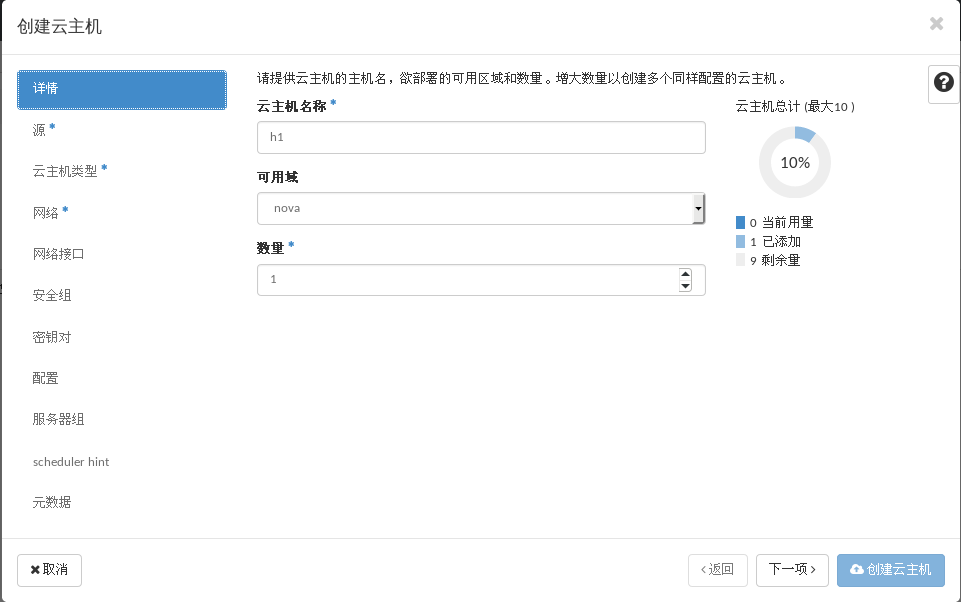 创建云主机
×
详情
源 *
云主机类型 *
网络 *
网络接口
安全组
密钥对
配置
服务器组
scheduler hint
元数据
请提供云主机的主机名，欲部署的可用区域和数量。增大数量以创建多个同样配置的云主机。
云主机名称 *
h1
可用域
nova
数量 *
1
云主机总计 (最大10 )
10%
0 当前用量
1 已添加
9 剩余量
?
取消
返回
下一项
创建云主机